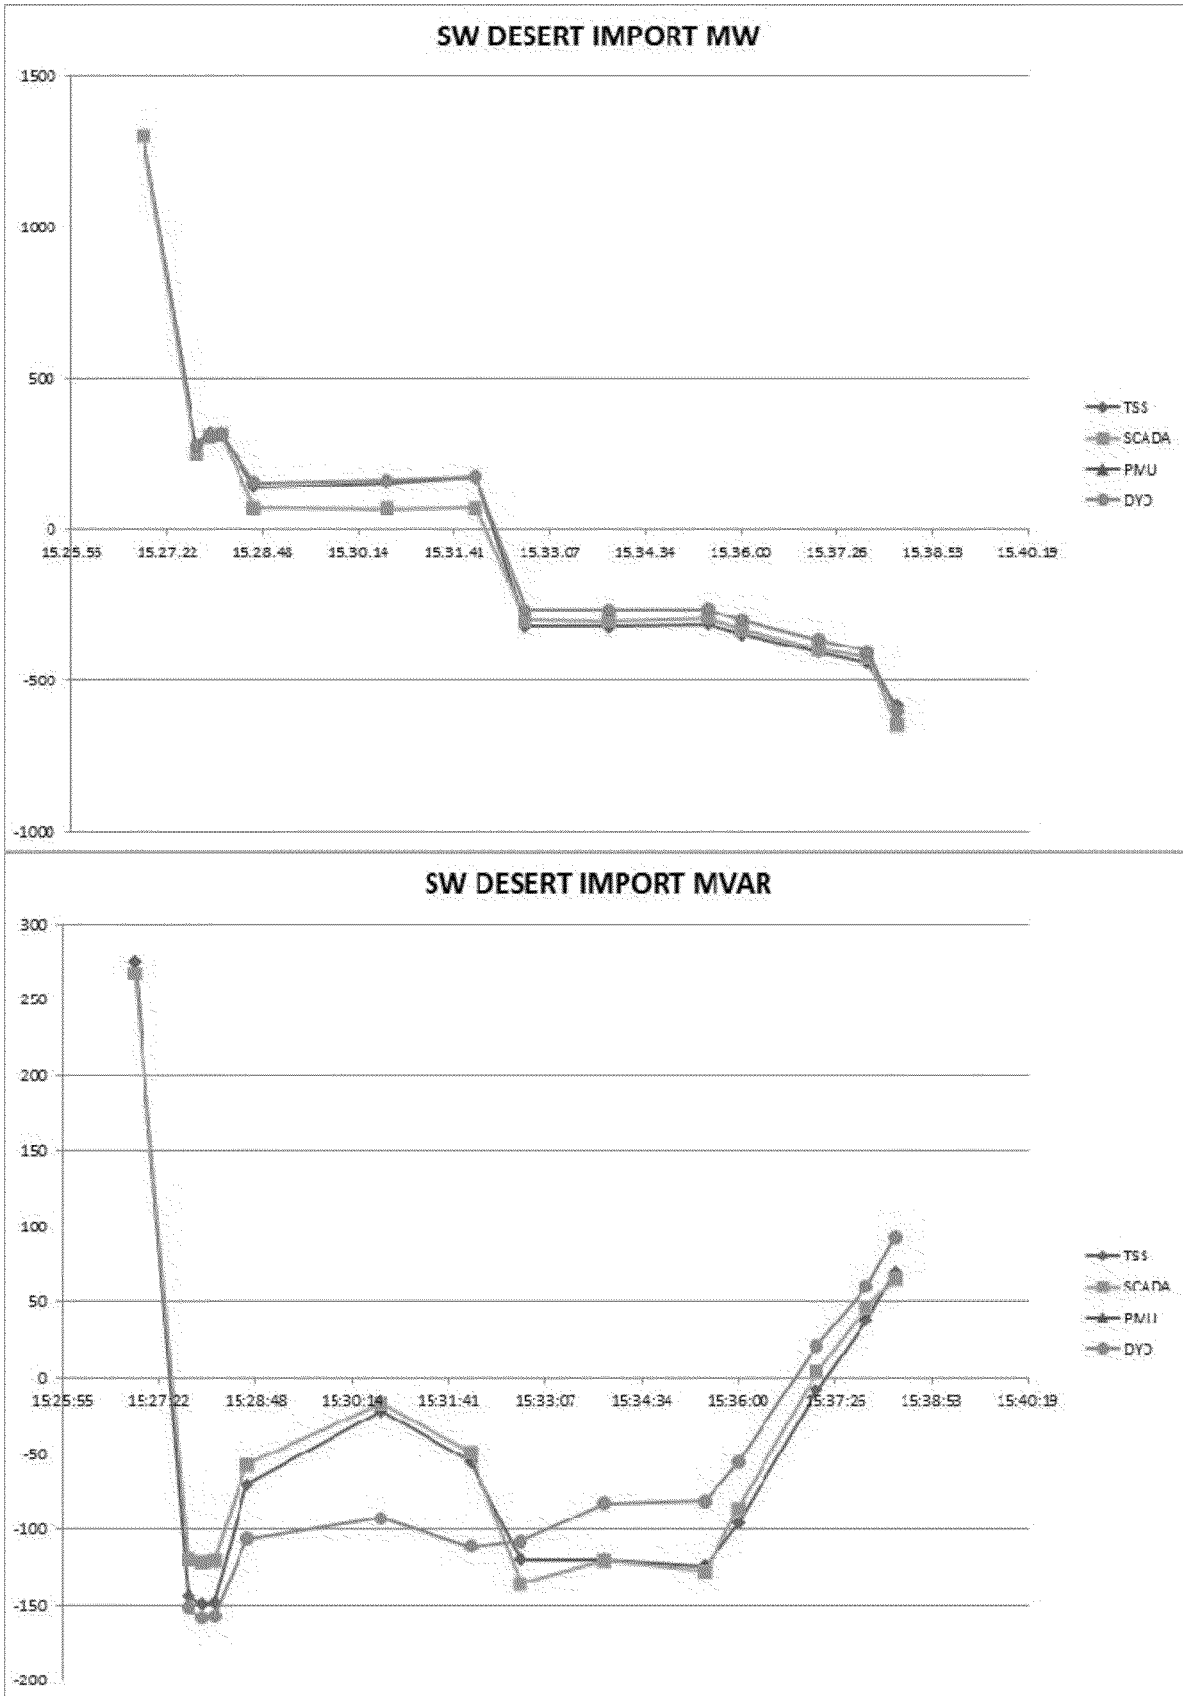 SW DESERT IMPORT MW
1500
1000
500
0
-500
-1000
15:25:55 15:27:22 15:28:48 15:30:14 15:31:41 15:33:07 15:34:34 15:36:00 15:37:26 15:38:53 15:40:19
TSS
SCADA
PMU
DYD
SW DESERT IMPORT MVAR
300
250
200
150
100
50
0
-50
-100
-150
-200
15:25:55 15:27:22 15:28:48 15:30:14 15:31:41 15:33:07 15:34:34 15:36:00 15:37:26 15:38:53 15:40:19
TSS
SCADA
PMU
DYD